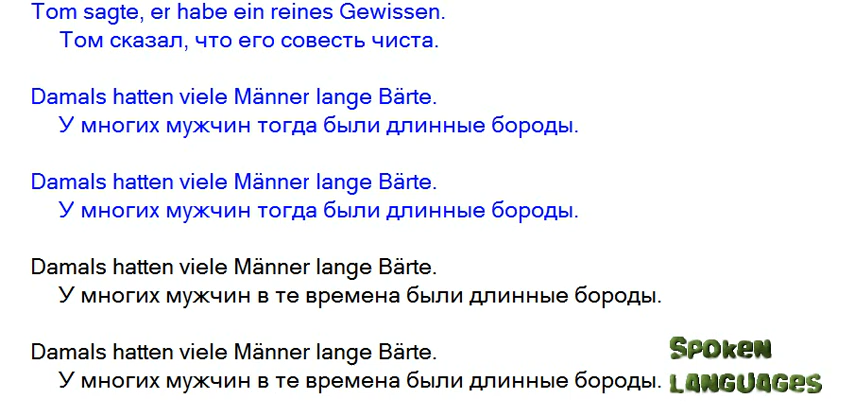 Tom sagte, er habe ein reines Gewissen.
Том сказал, что его совесть чиста.
Damals hatten viele Männer lange Bärte.
У многих мужчин тогда были длинные бороды.
Damals hatten viele Männer lange Bärte.
У многих мужчин тогда были длинные бороды.
Damals hatten viele Männer lange Bärte.
У многих мужчин в те времена были длинные бороды.
Damals hatten viele Männer lange Bärte.
У многих мужчин в те времена были длинные бороды.
Spoken
Languages